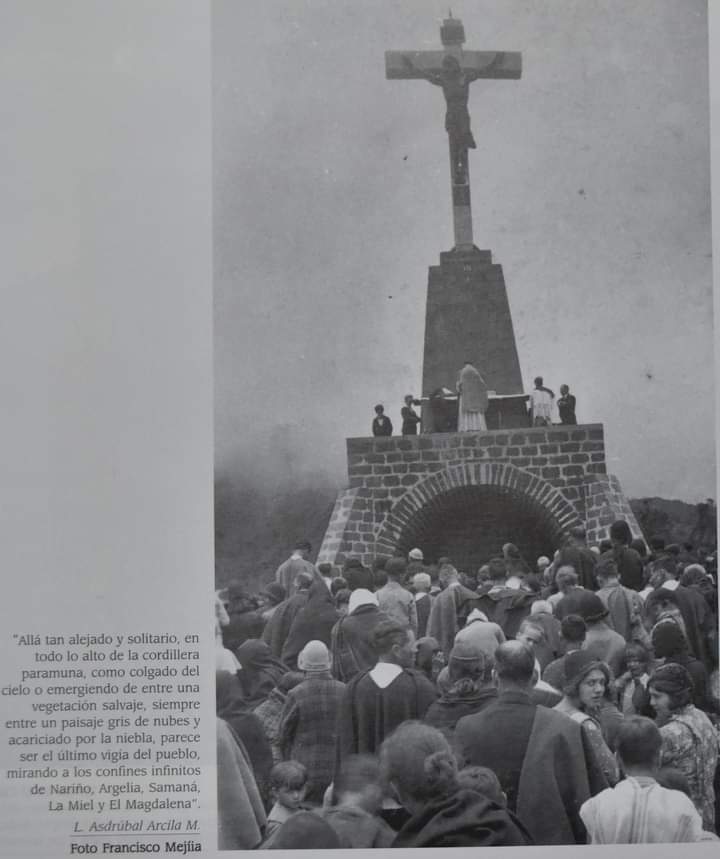 "Allá tan alejado y solitario, en
todo lo alto de la cordillera
paramuna, como colgado del
cielo o emergiendo de entre una
vegetación salvaje, siempre
entre un paisaje gris de nubes y
acariciado por la niebla, parece
ser el último vigía del pueblo,
mirando a los confines infinitos
de Nariño, Argelia, Samaná,
La Miel y El Magdalena".
L. Asdrúbal Arcila M.
Foto Francisco Mejíia